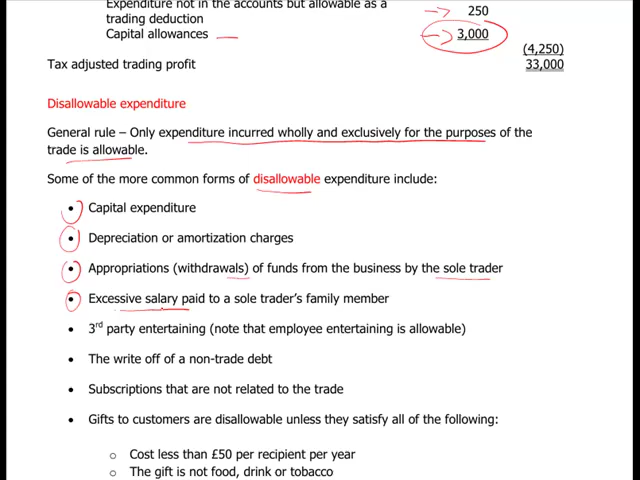 Expenditure not in the accounts but allowable as a
trading deduction 250
Capital allowances 3,000
(4,250)
Tax adjusted trading profit 33,000
Disallowable expenditure
General rule – Only expenditure incurred wholly and exclusively for the purposes of the
trade is allowable.
Some of the more common forms of disallowable expenditure include:
• Capital expenditure
• Depreciation or amortization charges
• Appropriations (withdrawals) of funds from the business by the sole trader
• Excessive salary paid to a sole trader's family member
• 3rd party entertaining (note that employee entertaining is allowable)
• The write off of a non-trade debt
• Subscriptions that are not related to the trade
• Gifts to customers are disallowable unless they satisfy all of the following:
o Cost less than £50 per recipient per year
o The gift is not food, drink or tobacco